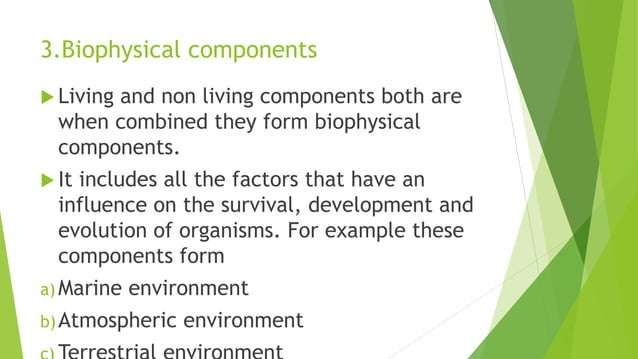 3.Biophysical components
Living and non living components both are
when combined they form biophysical
components.
It includes all the factors that have an
influence on the survival, development and
evolution of organisms. For example these
components form
a) Marine environment
b) Atmospheric environment
c) Terrestrial environment